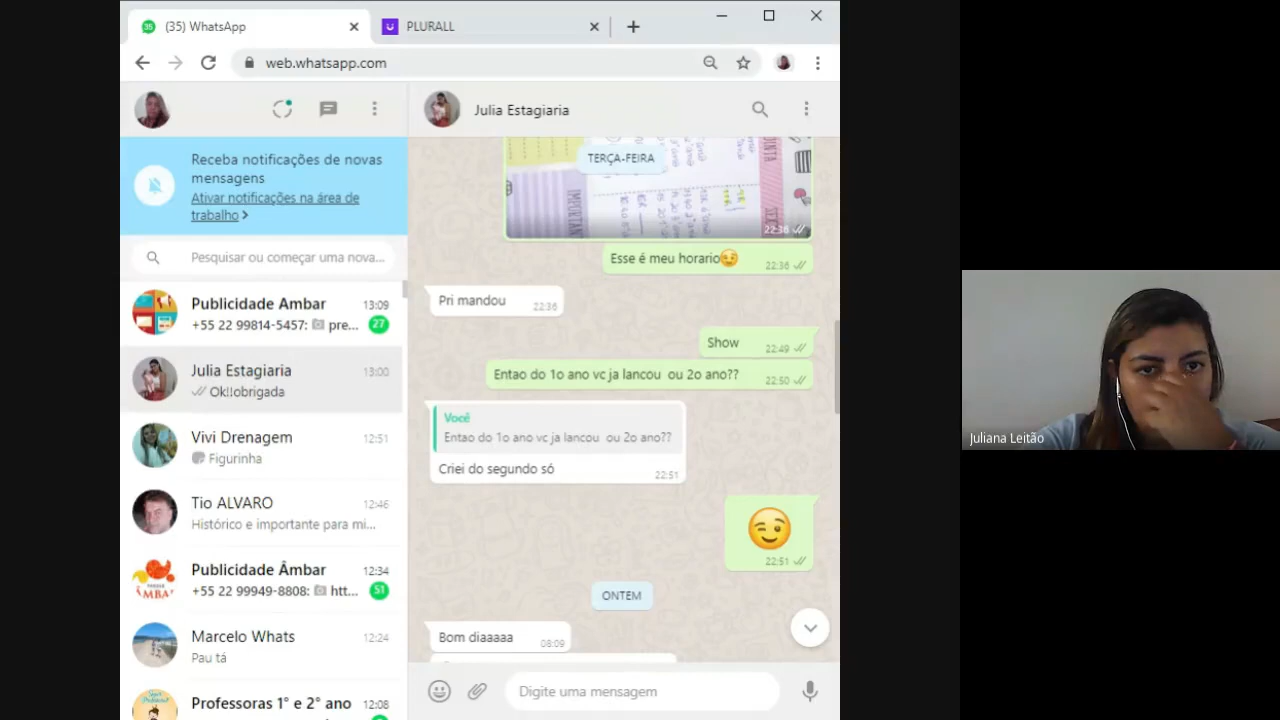 35 (35) WhatsApp
PLURALL
web.whatsapp.com
Receba notificações de novas
mensagens
Ativar notificações na área de
trabalho >
Pesquisar ou começar uma nova...
Publicidade Ambar 13:09
+55 22 99814-5457: pre... 27
Julia Estagiaria 13:00
Ok!!obrigada
Vivi Drenagem 12:51
Figurinha
Tio ALVARO 12:46
Histórico e importante para mi...
Publicidade Âmbar 12:34
+55 22 99949-8808: htt... 51
Marcelo Whats 12:24
Pau tá
Professoras 1° e 2° ano 12:08
Julia Estagiaria
TERÇA-FEIRA
IMPORTAN
22:36
Esse é meu horario😉 22:36
Pri mandou 22:36
Show 22:49
Entao do 1o ano vc ja lancou ou 2o ano?? 22:50
Você
Entao do 1o ano vc ja lancou ou 2o ano??
Criei do segundo só 22:51
😉
22:51
ONTEM
Bom diaaaaa 08:09
Digite uma mensagem
Juliana Leitão